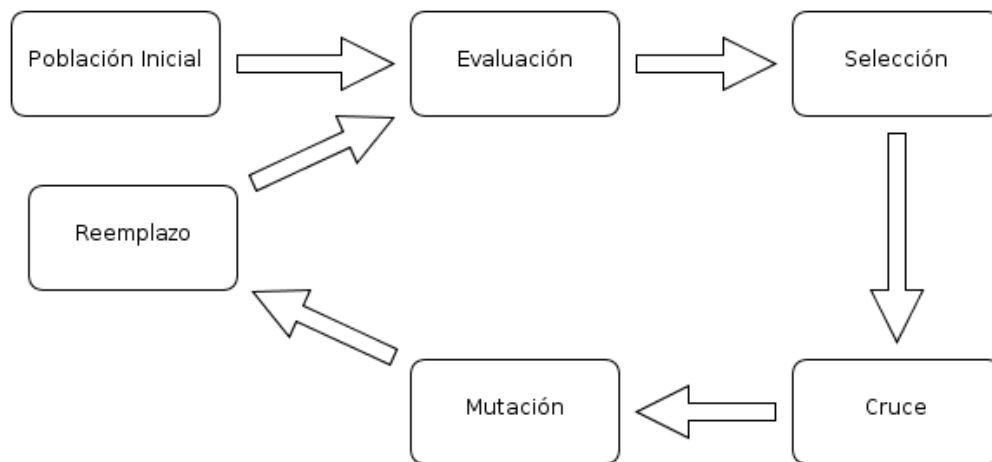 Población Inicial
Evaluación
Selección
Reemplazo
Mutación
Cruce